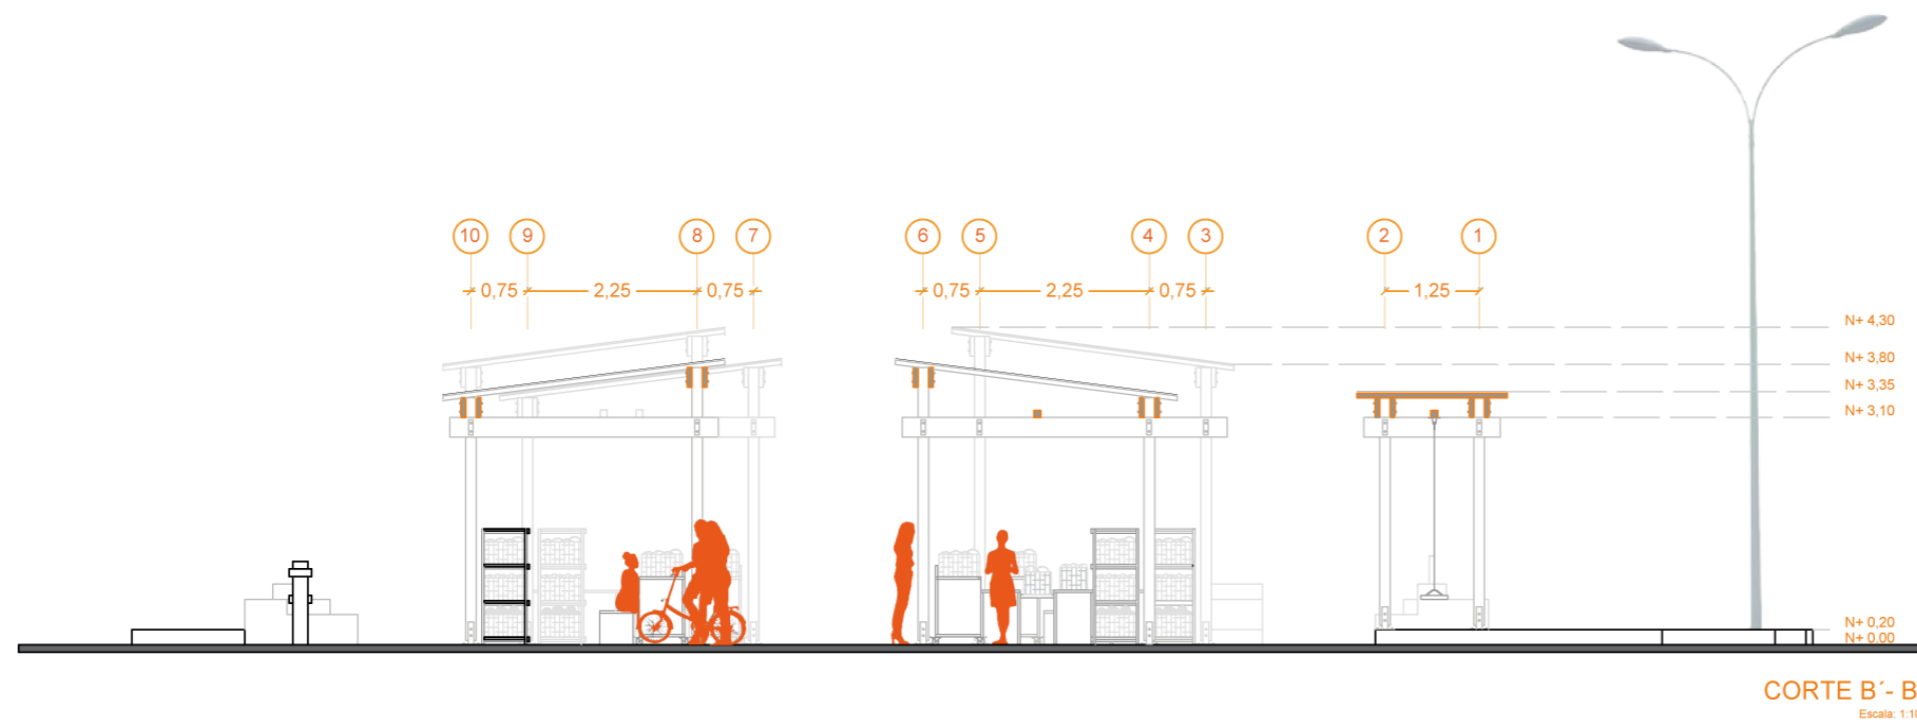 10 9 8 7 6 5 4 3 2 1
0,75 2,25 0,75 0,75 2,25 0,75 1,25
N+ 4,30
N+ 3,80
N+ 3,35
N+ 3,10
N+ 0,20
N+ 0,00
CORTE B´- B
Escala: